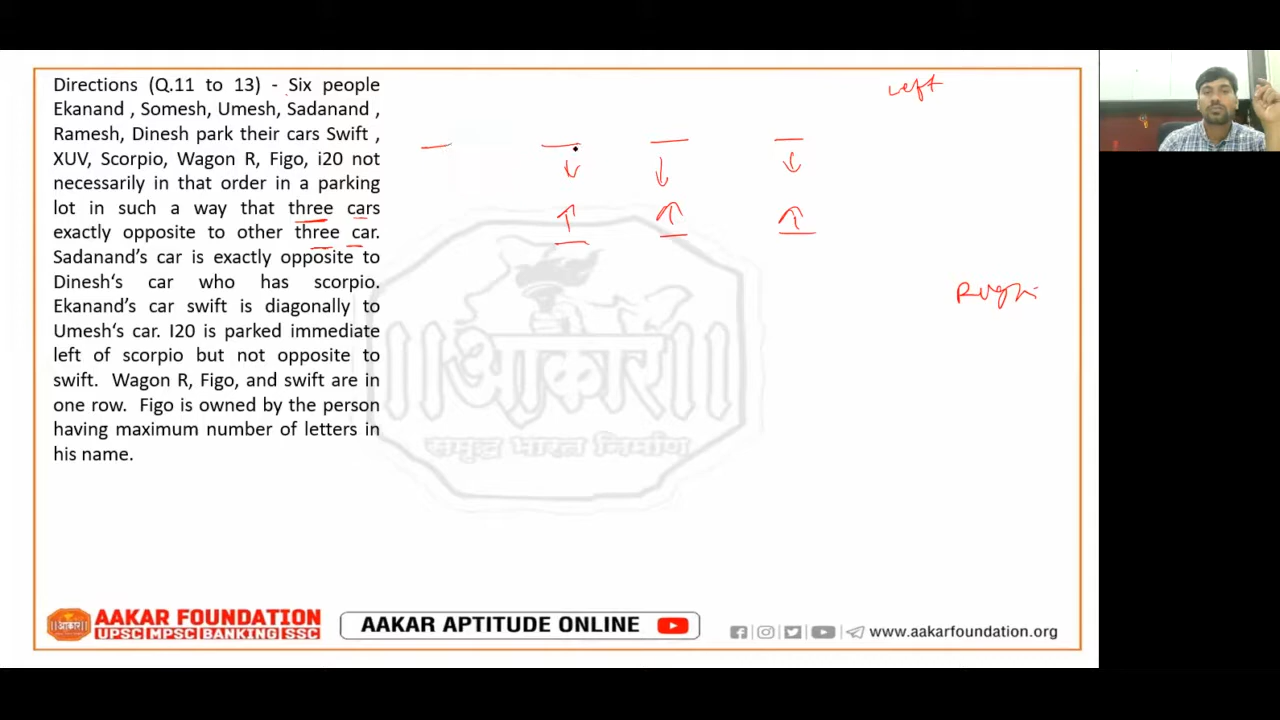 Directions (Q.11 to 13) - Six people
Ekanand , Somesh, Umesh, Sadanand ,
Ramesh, Dinesh park their cars Swift ,
XUV, Scorpio, Wagon R, Figo, i20 not
necessarily in that order in a parking
lot in such a way that three cars
exactly opposite to other three car.
Sadanand's car is exactly opposite to
Dinesh's car who has scorpio.
Ekanand's car swift is diagonally to
Umesh's car. I20 is parked immediate
left of scorpio but not opposite to
swift. Wagon R, Figo, and swift are in
one row. Figo is owned by the person
having maximum number of letters in
his name.
Left
Right
॥आकार॥
समृद्ध भारत निर्माण
आकार
AAKAR FOUNDATION
UPSC|MPSC|BANKING|SSC
AAKAR APTITUDE ONLINE
www.aakarfoundation.org